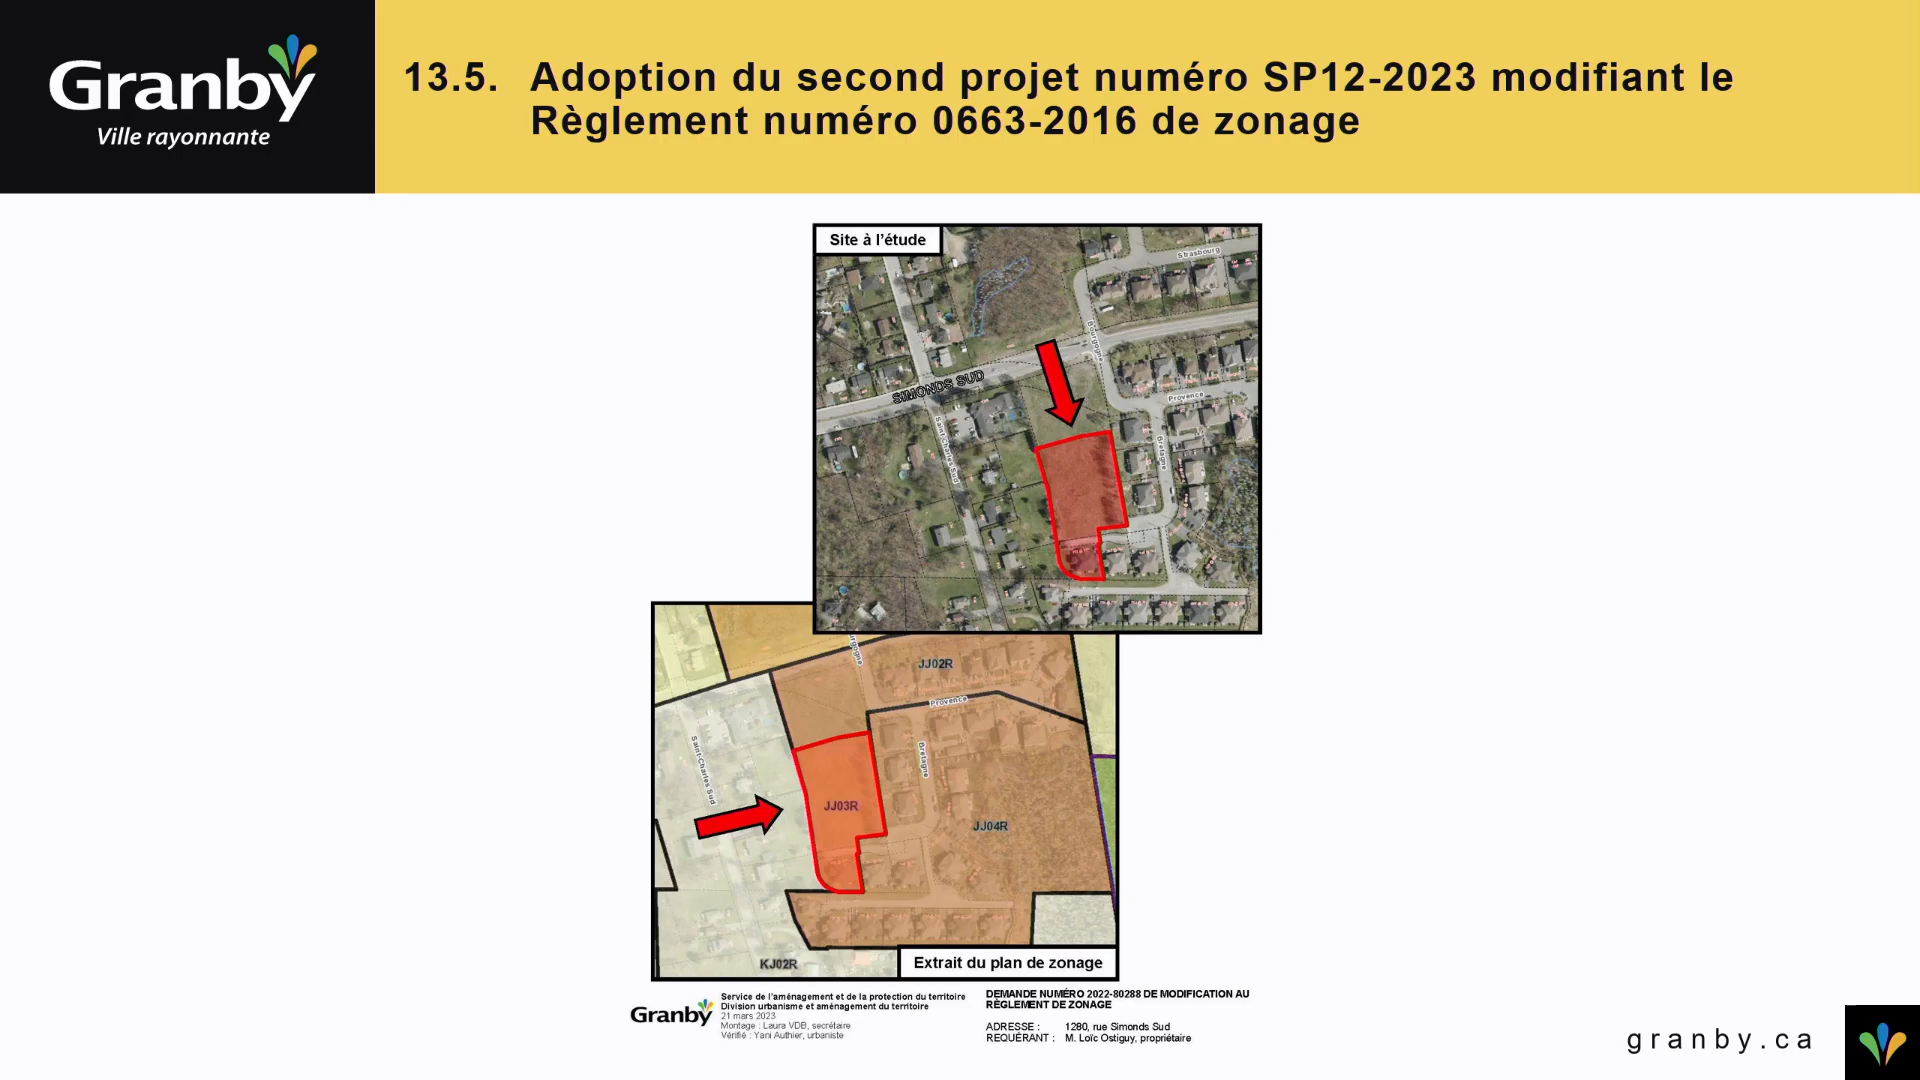 Granby
Ville rayonnante
13.5. Adoption du second projet numéro SP12-2023 modifiant le
Règlement numéro 0663-2016 de zonage
Site à l'étude
Strasbourg
Bourgogne
SIMONDS SUD
Provence
Saint-Charles Sud
Bretagne
JJ02R
Provence
Saint-Charles Sud
Bretagne
JJ03R
JJ04R
KJ02R
Extrait du plan de zonage
Granby
Service de l'aménagement et de la protection du territoire
Division urbanisme et aménagement du territoire
21 mars 2023
Montage : Laura VDB, secrétaire
Vérifié : Yani Authier, urbaniste
DEMANDE NUMÉRO 2022-80288 DE MODIFICATION AU
RÈGLEMENT DE ZONAGE
ADRESSE : 1280, rue Simonds Sud
REQUÉRANT : M. Loïc Ostiguy, propriétaire
granby.ca